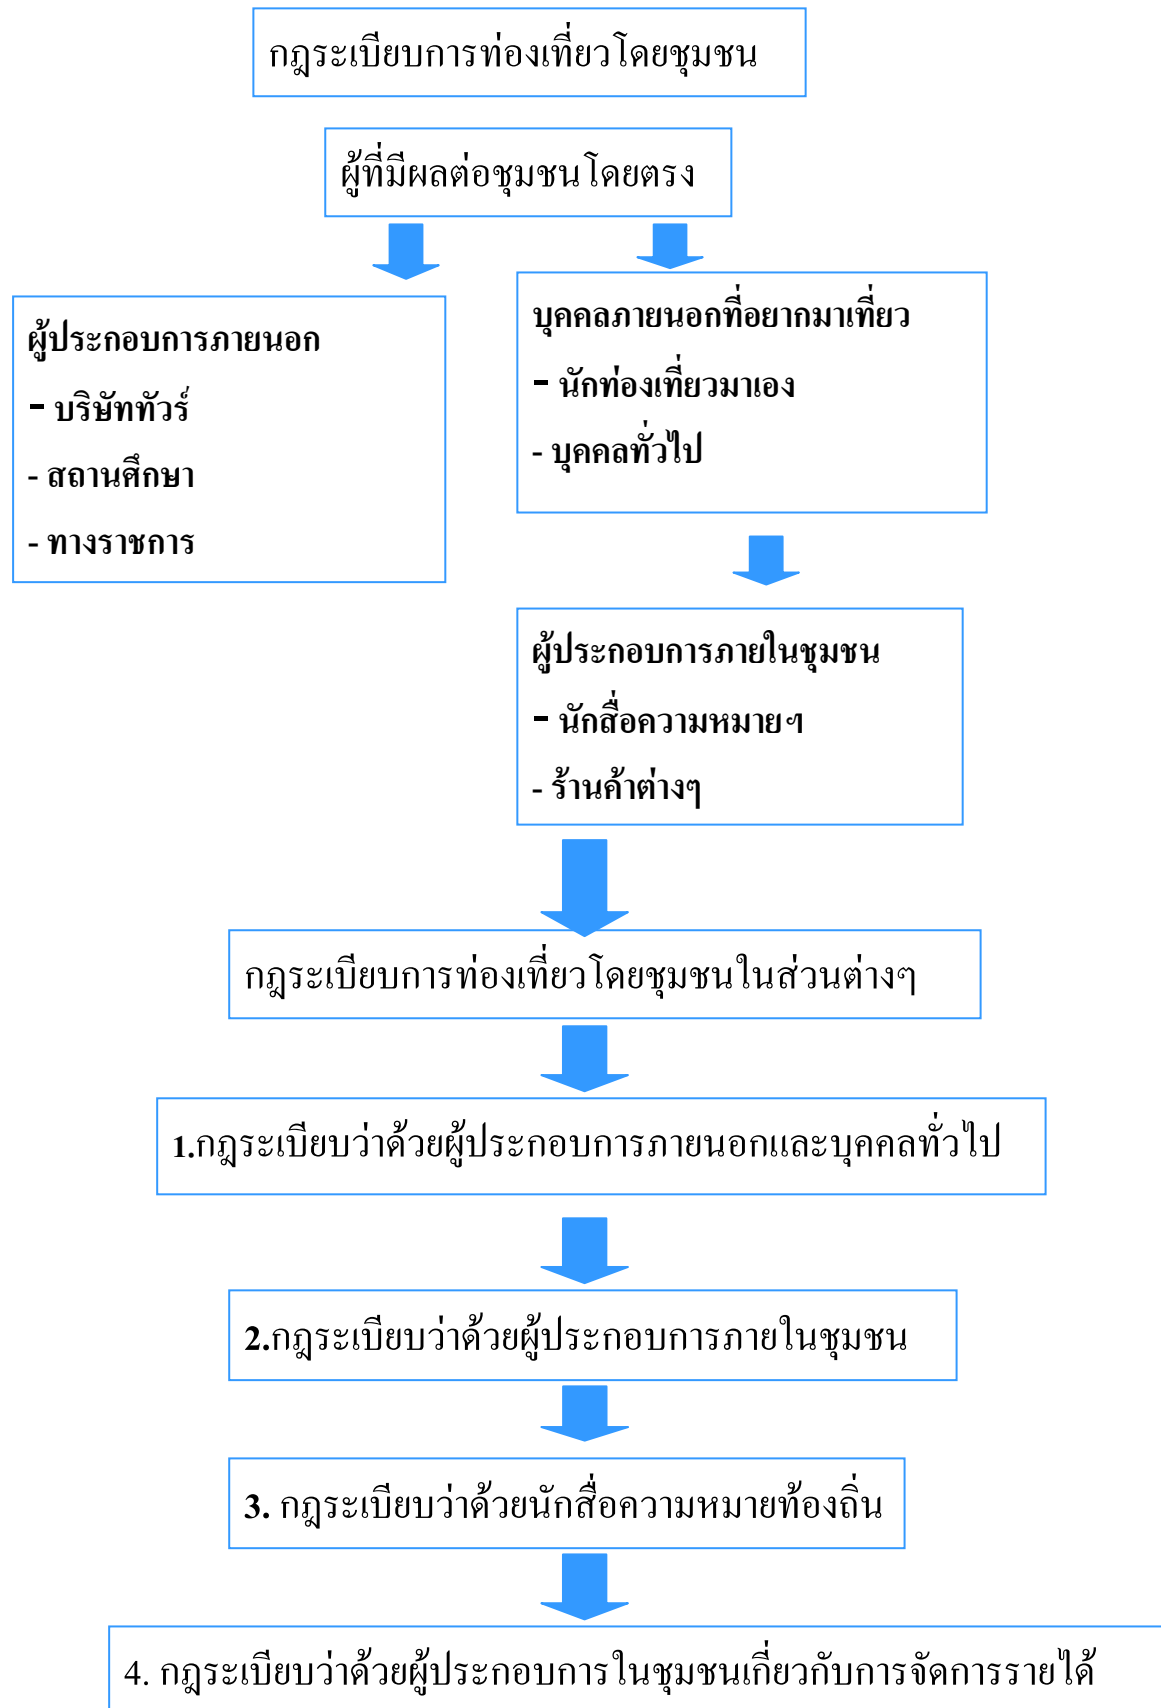 กฎระเบียบการท่องเที่ยวโดยชุมชน
ผู้ที่มีผลต่อชุมชนโดยตรง
ผู้ประกอบการภายนอก
- บริษัททัวร์
- สถานศึกษา
- ทางราชการ
บุคคลภายนอกที่อยากมาเที่ยว
- นักท่องเที่ยวมาเอง
- บุคคลทั่วไป
ผู้ประกอบการภายในชุมชน
- นักสื่อความหมายฯ
- ร้านค้าต่างๆ
กฎระเบียบการท่องเที่ยวโดยชุมชนในส่วนต่างๆ
1.กฎระเบียบว่าด้วยผู้ประกอบการภายนอกและบุคคลทั่วไป
2.กฎระเบียบว่าด้วยผู้ประกอบการภายในชุมชน
3. กฎระเบียบว่าด้วยนักสื่อความหมายท้องถิ่น
4. กฎระเบียบว่าด้วยผู้ประกอบการในชุมชนเกี่ยวกับการจัดการรายได้